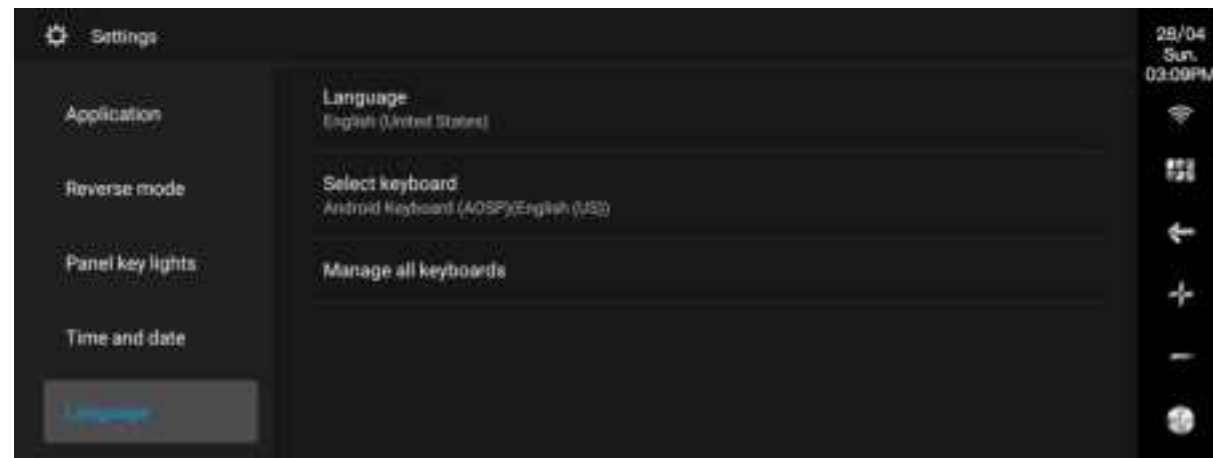 Settings
28/04
Sun.
03:09PM
Application
Reverse mode
Panel key lights
Time and date
Language
Language
English (United States)
Select keyboard
Android Keyboard (AOSP)(English (US))
Manage all keyboards